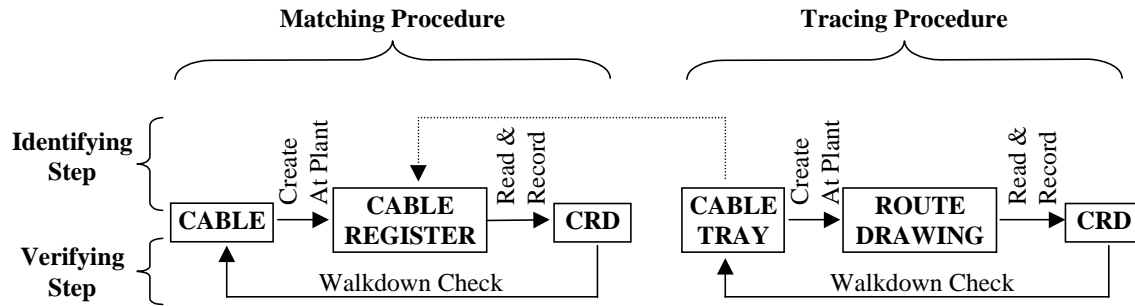 Matching Procedure
Tracing Procedure
Identifying
Step
Create
At Plant
Read &
Record
Create
At Plant
Read &
Record
CABLE
CABLE
REGISTER
CRD
CABLE
TRAY
ROUTE
DRAWING
CRD
Verifying
Step
Walkdown Check
Walkdown Check